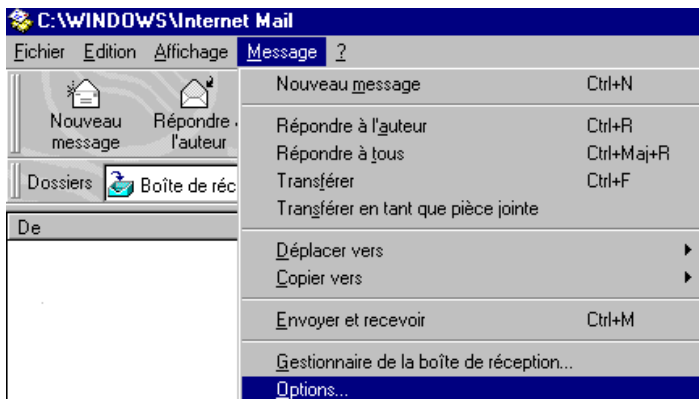 C:\WINDOWS\Internet Mail
Fichier Edition Affichage Message ?
Nouveau message
Répondre l'auteur
Dossiers Boîte de réc
De
Nouveau message Ctrl+N
Répondre à l'auteur Ctrl+R
Répondre à tous Ctrl+Maj+R
Transférer Ctrl+F
Transférer en tant que pièce jointe
Déplacer vers
Copier vers
Envoyer et recevoir Ctrl+M
Gestionnaire de la boîte de réception...
Options...